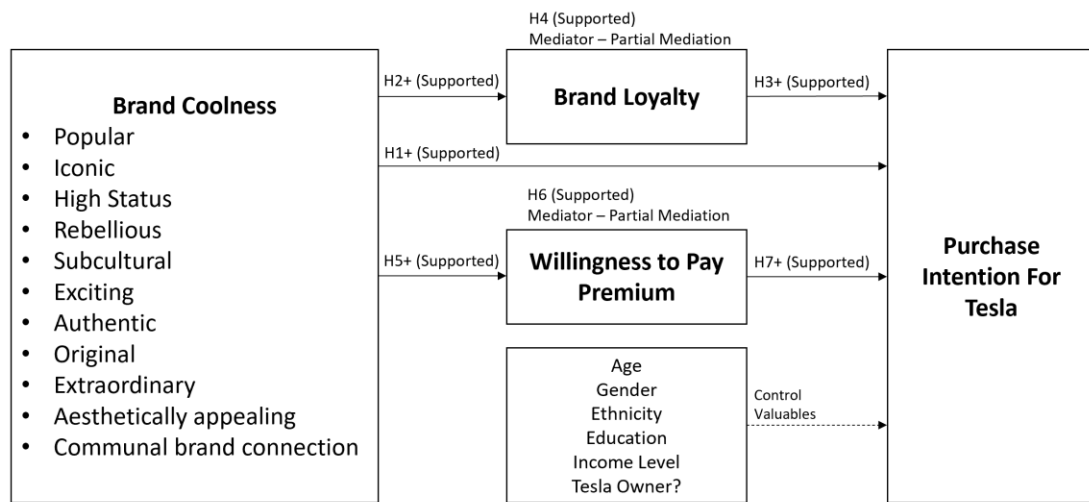 Brand Coolness
• Popular
• Iconic
• High Status
• Rebellious
• Subcultural
• Exciting
• Authentic
• Original
• Extraordinary
• Aesthetically appealing
• Communal brand connection
H2+ (Supported)
H1+ (Supported)
H5+ (Supported)
H4 (Supported)
Mediator – Partial Mediation
Brand Loyalty
H6 (Supported)
Mediator – Partial Mediation
Willingness to Pay
Premium
Age
Gender
Ethnicity
Education
Income Level
Tesla Owner?
H3+ (Supported)
H7+ (Supported)
Control
Valuables
Purchase
Intention For
Tesla